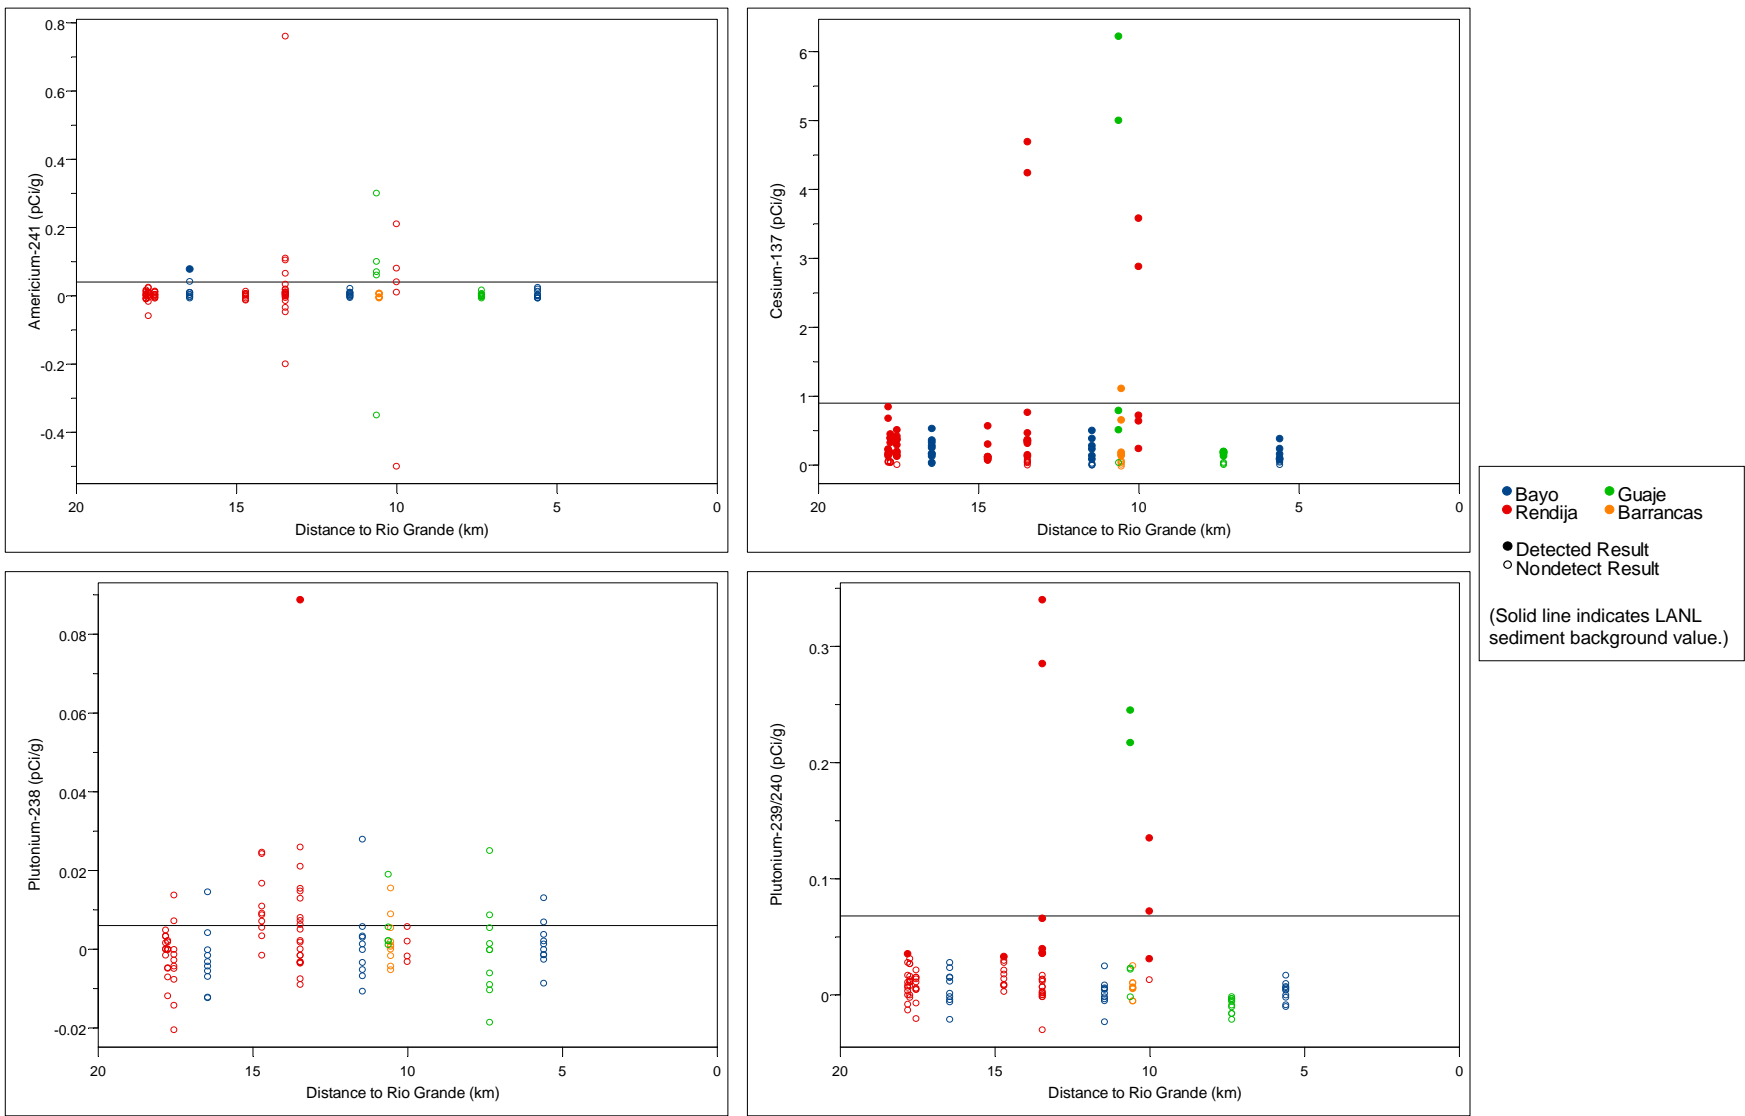 0.8
0.6
0.4
0.2
0
-0.2
-0.4
Americium-241 (pCi/g)
20 15 10 5 0
Distance to Rio Grande (km)
6
5
4
3
2
1
0
Cesium-137 (pCi/g)
20 15 10 5 0
Distance to Rio Grande (km)
Bayo Guaje
Rendija Barrancas
Detected Result
Nondetect Result
(Solid line indicates LANL
sediment background value.)
0.08
0.06
0.04
0.02
0
-0.02
Plutonium-238 (pCi/g)
20 15 10 5 0
Distance to Rio Grande (km)
0.3
0.2
0.1
0
Plutonium-239/240 (pCi/g)
20 15 10 5 0
Distance to Rio Grande (km)